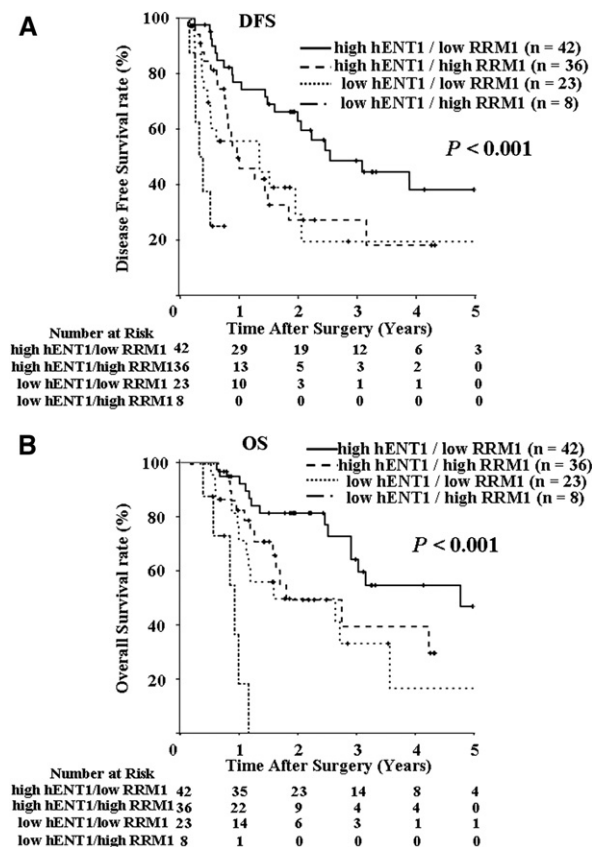 A
DFS
high hENT1 / low RRM1 (n = 42)
high hENT1 / high RRM1 (n = 36)
low hENT1 / low RRM1 (n = 23)
low hENT1 / high RRM1 (n = 8)
P < 0.001
Disease Free Survival rate (%)
100
80
60
40
20
0 1 2 3 4 5
Time After Surgery (Years)
Number at Risk
high hENT1/low RRM1 42 29 19 12 6 3
high hENT1/high RRM1 36 13 5 3 2 0
low hENT1/low RRM1 23 10 3 1 1 0
low hENT1/high RRM1 8 0 0 0 0 0
B
OS
high hENT1 / low RRM1 (n = 42)
high hENT1 / high RRM1 (n = 36)
low hENT1 / low RRM1 (n = 23)
low hENT1 / high RRM1 (n = 8)
P < 0.001
Overall Survival rate (%)
100
80
60
40
20
0 1 2 3 4 5
Time After Surgery (Years)
Number at Risk
high hENT1/low RRM1 42 35 23 14 8 4
high hENT1/high RRM1 36 22 9 4 4 0
low hENT1/low RRM1 23 14 6 3 1 1
low hENT1/high RRM1 8 1 0 0 0 0